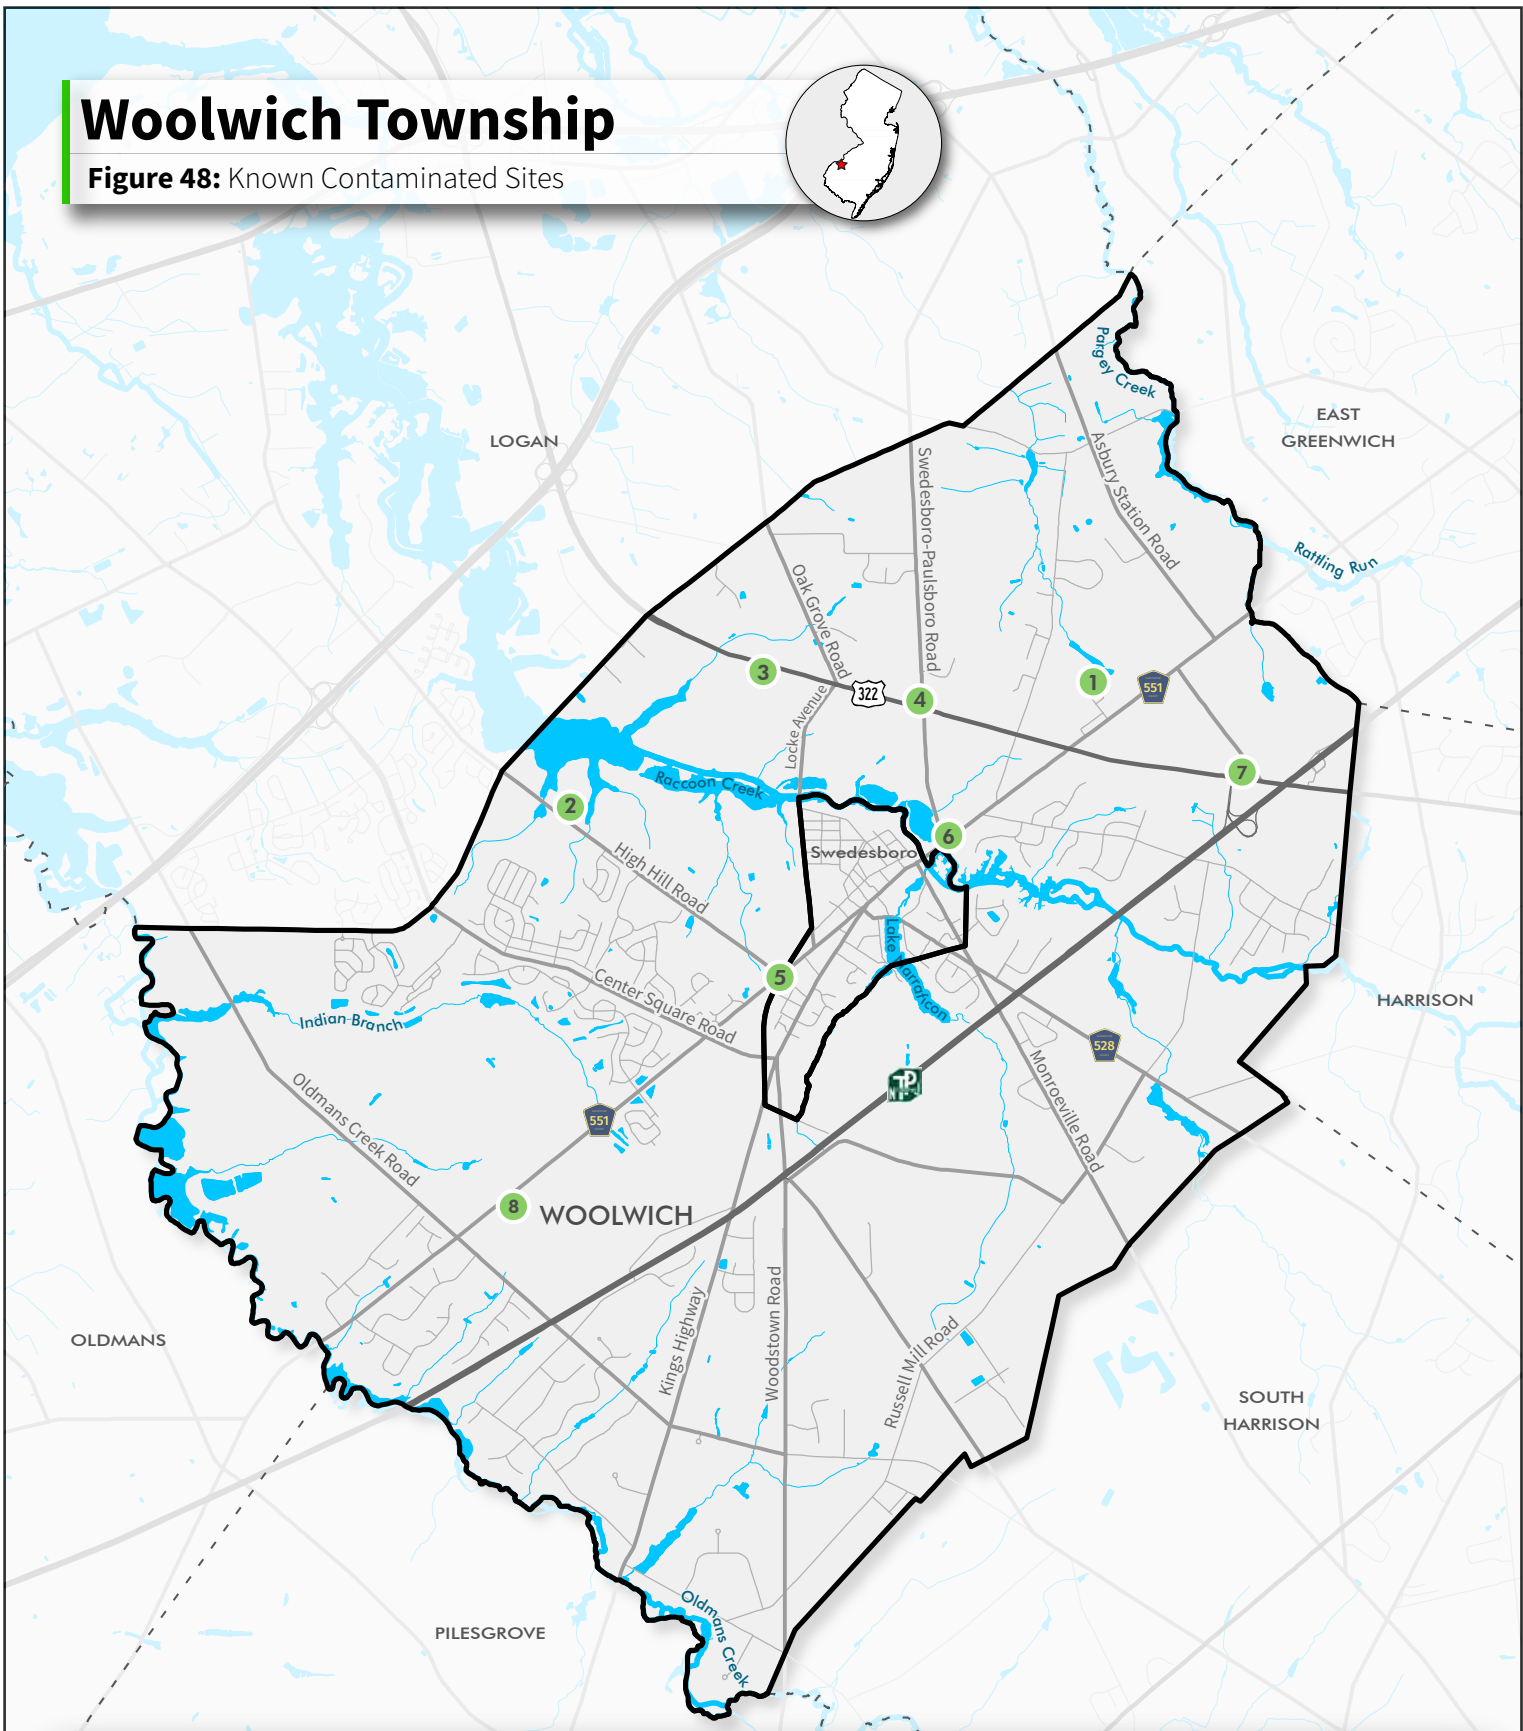 Woolwich Township
Figure 48: Known Contaminated Sites
Pargey Creek
EAST
GREENWICH
LOGAN
Asbury Station Road
Swedesboro-Paulsboro Road
Rattling Run
Oak Grove Road
3
322
4
1
551
Locke Avenue
7
Raccoon Creek
2
6
Swedesboro
High Hill Road
Lake Narraticon
5
Center Square Road
HARRISON
Indian Branch
528
Monroeville Road
TP
Oldmans Creek Road
551
8
WOOLWICH
Kings Highway
Woodstown Road
Russell Mill Road
OLDMANS
SOUTH
HARRISON
Oldmans Creek
PILESGROVE